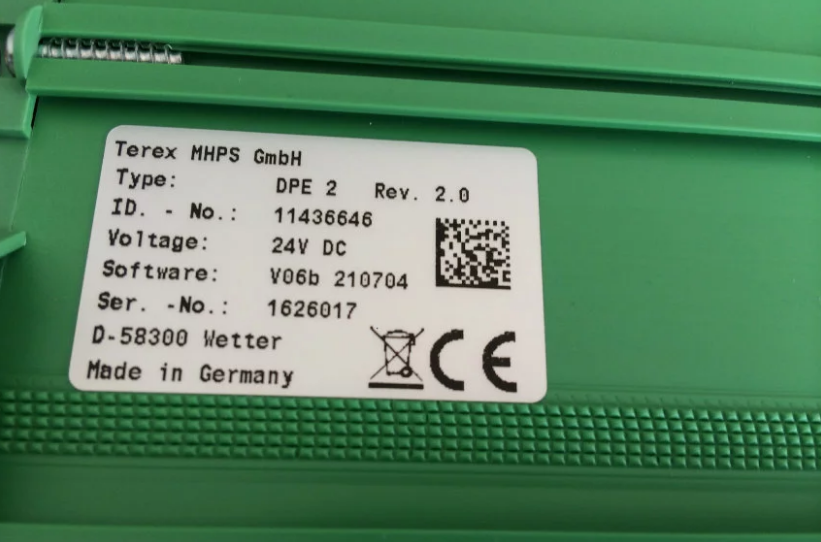 Terex MHPS GmbH
Type: DPE 2 Rev. 2.0
ID. - No.: 11436646
Voltage: 24V DC
Software: V06b 210704
Ser. -No.: 1626017
D-58300 Wetter
Made in Germany CE